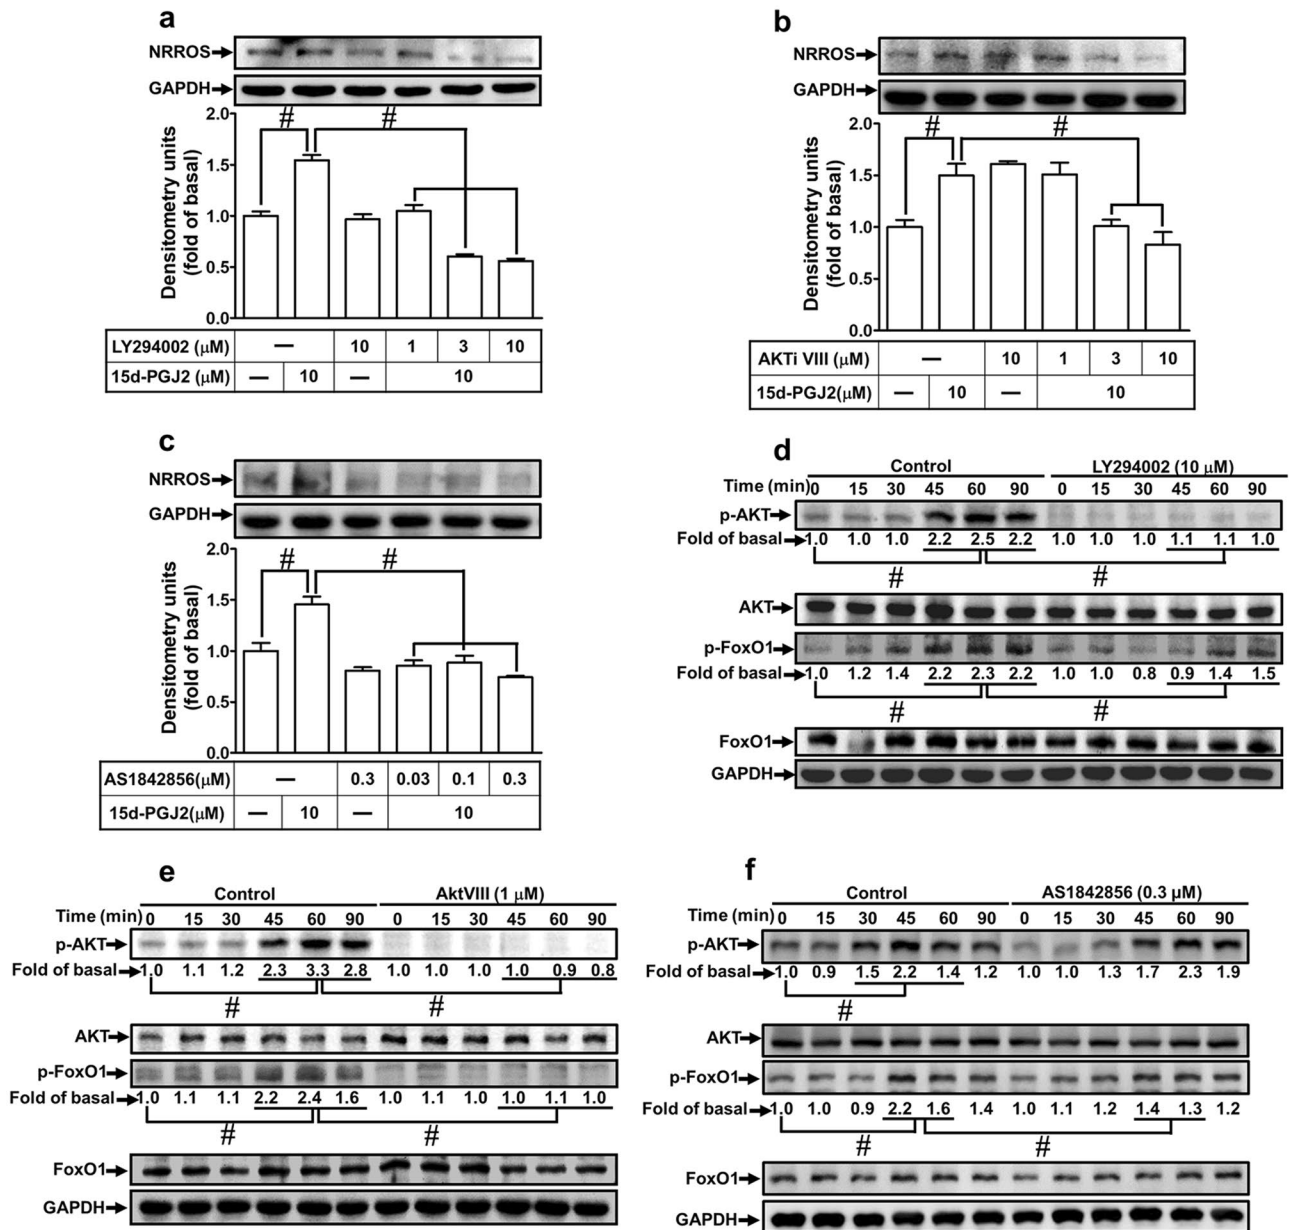 a
NRROS
GAPDH
2.0
# #
1.5
1.0
0.5
0.0
Densitometry units
(fold of basal)
LY294002 (μM) — 10 1 3 10
15d-PGJ2 (μM) — 10 — 10
b
NRROS
GAPDH
2.0
# #
1.5
1.0
0.5
0.0
Densitometry units
(fold of basal)
AKTi VIII (μM) — 10 1 3 10
15d-PGJ2(μM) — 10 — 10
c
NRROS
GAPDH
2.0
# #
1.5
1.0
0.5
0.0
Densitometry units
(fold of basal)
AS1842856(μM) — 0.3 0.03 0.1 0.3
15d-PGJ2(μM) — 10 — 10
d
Control LY294002 (10 μM)
Time (min) 0 15 30 45 60 90 0 15 30 45 60 90
p-AKT
Fold of basal 1.0 1.0 1.0 2.2 2.5 2.2 1.0 1.0 1.0 1.1 1.1 1.0
# #
AKT
p-FoxO1
Fold of basal 1.0 1.2 1.4 2.2 2.3 2.2 1.0 1.0 0.8 0.9 1.4 1.5
# #
FoxO1
GAPDH
e
Control AktVIII (1 μM)
Time (min) 0 15 30 45 60 90 0 15 30 45 60 90
p-AKT
Fold of basal 1.0 1.1 1.2 2.3 3.3 2.8 1.0 1.0 1.0 1.0 0.9 0.8
# #
AKT
p-FoxO1
Fold of basal 1.0 1.1 1.1 2.2 2.4 1.6 1.0 1.1 1.0 1.0 1.1 1.0
# #
FoxO1
GAPDH
f
Control AS1842856 (0.3 μM)
Time (min) 0 15 30 45 60 90 0 15 30 45 60 90
p-AKT
Fold of basal 1.0 0.9 1.5 2.2 1.4 1.2 1.0 1.0 1.3 1.7 2.3 1.9
#
AKT
p-FoxO1
Fold of basal 1.0 1.0 0.9 2.2 1.6 1.4 1.0 1.1 1.2 1.4 1.3 1.2
# #
FoxO1
GAPDH